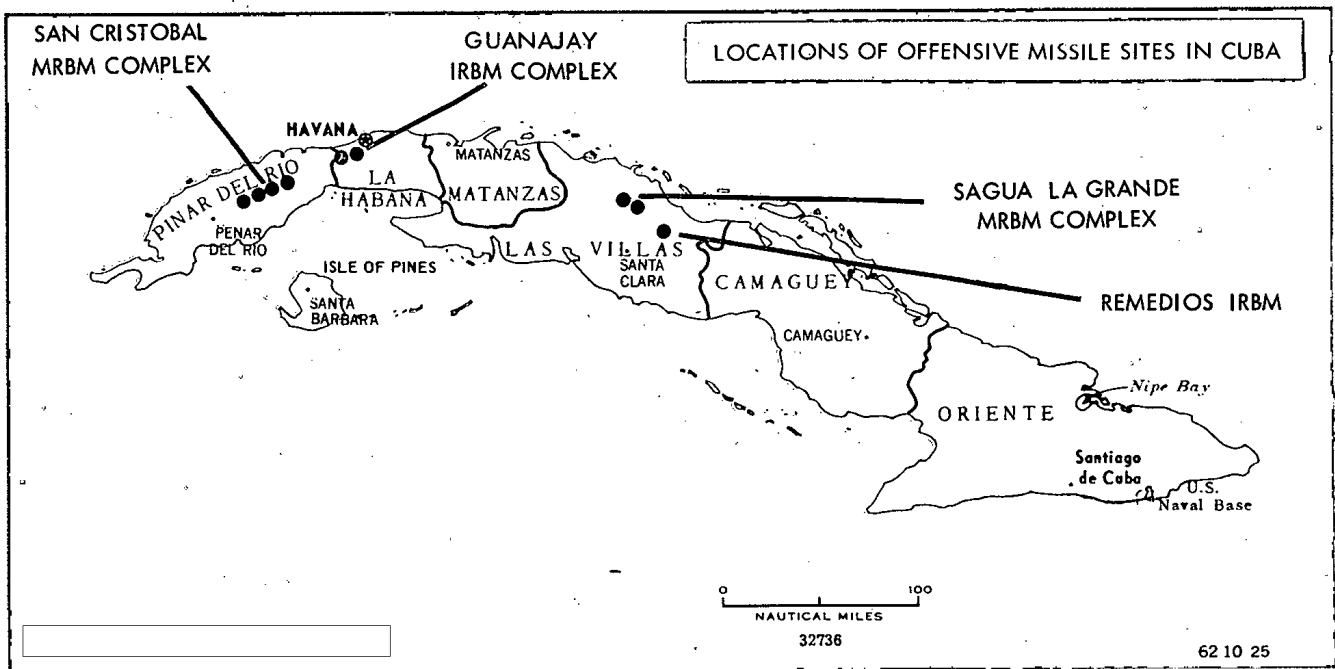 SAN CRISTOBAL
MRBM COMPLEX
GUANAJAY
IRBM COMPLEX
LOCATIONS OF OFFENSIVE MISSILE SITES IN CUBA
HAVANA
MATANZAS
PINAR DEL RIO
LA
HABANA
MATANZAS
SAGUA LA GRANDE
MRBM COMPLEX
PENAR
DEL RIO
LAS VILLAS
ISLE OF PINES
SANTA
CLARA
CAMAGUEY
SANTA
BARBARA
REMEDIOS IRBM
CAMAGUEY
Nipe Bay
ORIENTE
Santiago
de Caba
U.S.
Naval Base
0 100
NAUTICAL MILES
32736
62 10 25